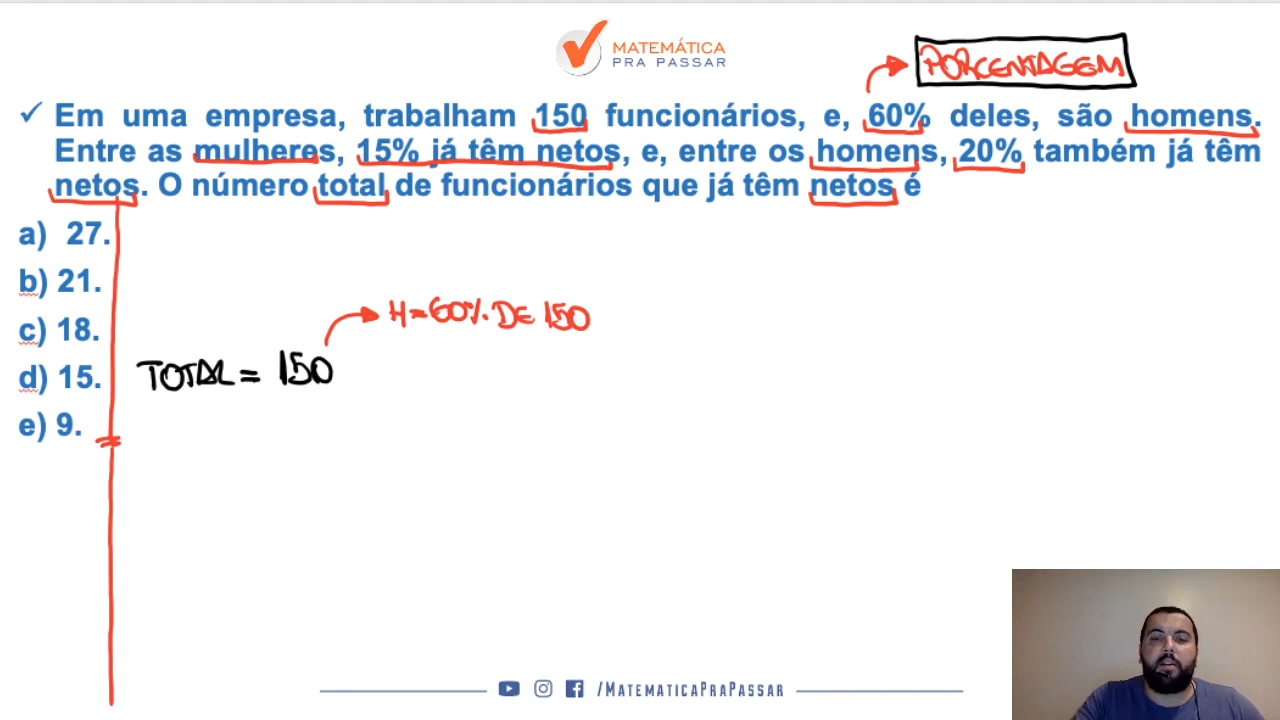 MATEMÁTICA
PRA PASSAR
PORCENTAGEM
✓ Em uma empresa, trabalham 150 funcionários, e, 60% deles, são homens.
Entre as mulheres, 15% já têm netos, e, entre os homens, 20% também já têm
netos. O número total de funcionários que já têm netos é
a) 27.
b) 21.
c) 18.
d) 15.
e) 9.
H=60% DE 150
TOTAL = 150
/MatematicaPraPassar